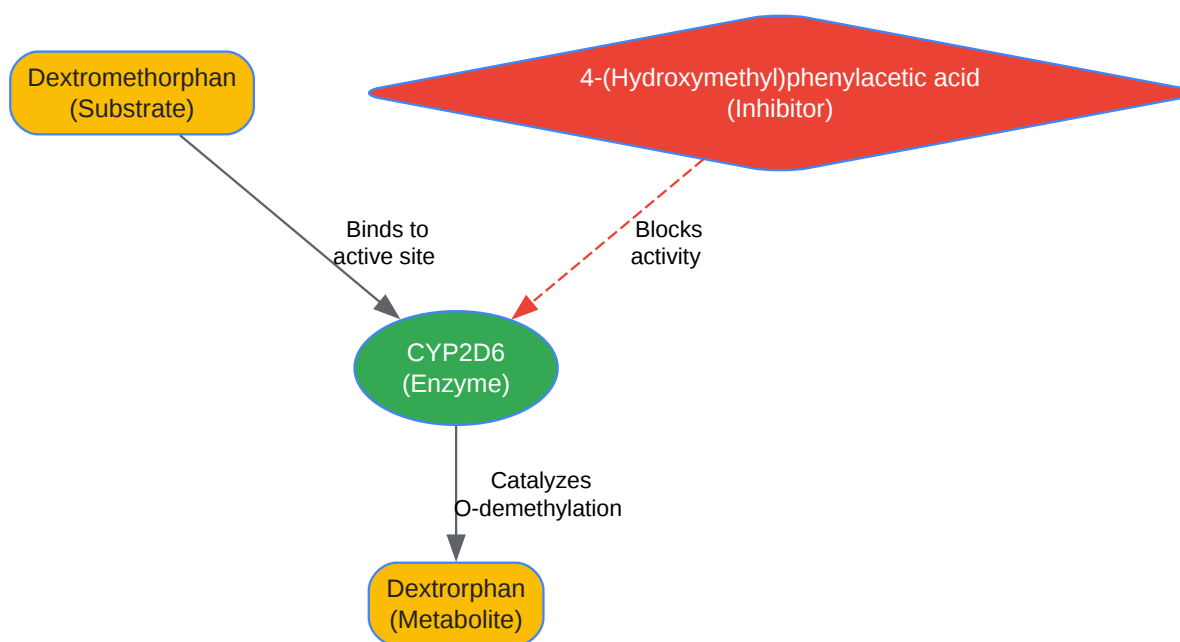 Dextromethorphan
(Substrate)
4-(Hydroxymethyl)phenylacetic acid
(Inhibitor)
Binds to
active site
Blocks
activity
CYP2D6
(Enzyme)
Catalyzes
O-demethylation
Dextrorphan
(Metabolite)